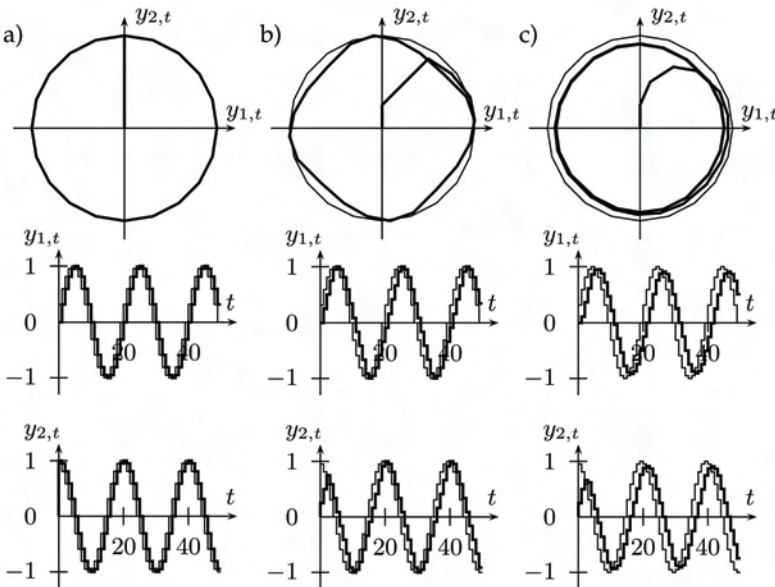 a) y2,t b) y2,t c) y2,t
y1,t y1,t y1,t
y1,t y1,t y1,t
1 1 1
t t t
0 0 0
20 40 20 40 20 40
−1 −1 −1
y2,t y2,t y2,t
1 1 1
t t t
0 0 0
20 40 20 40 20 40
−1 −1 −1